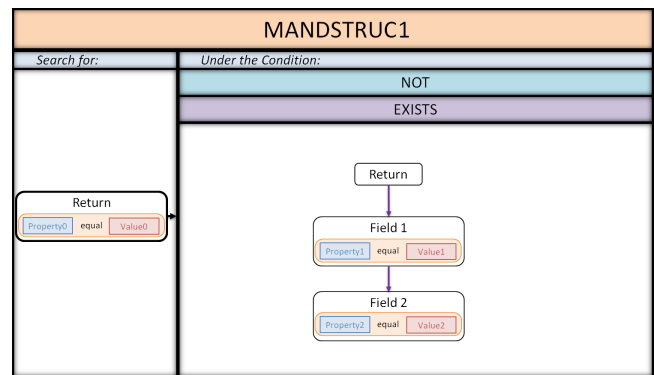 MANDSTRUC1
Search for:
Under the Condition:
NOT
EXISTS
Return
Property0 equal Value0
Return
Field 1
Property1 equal Value1
Field 2
Property2 equal Value2